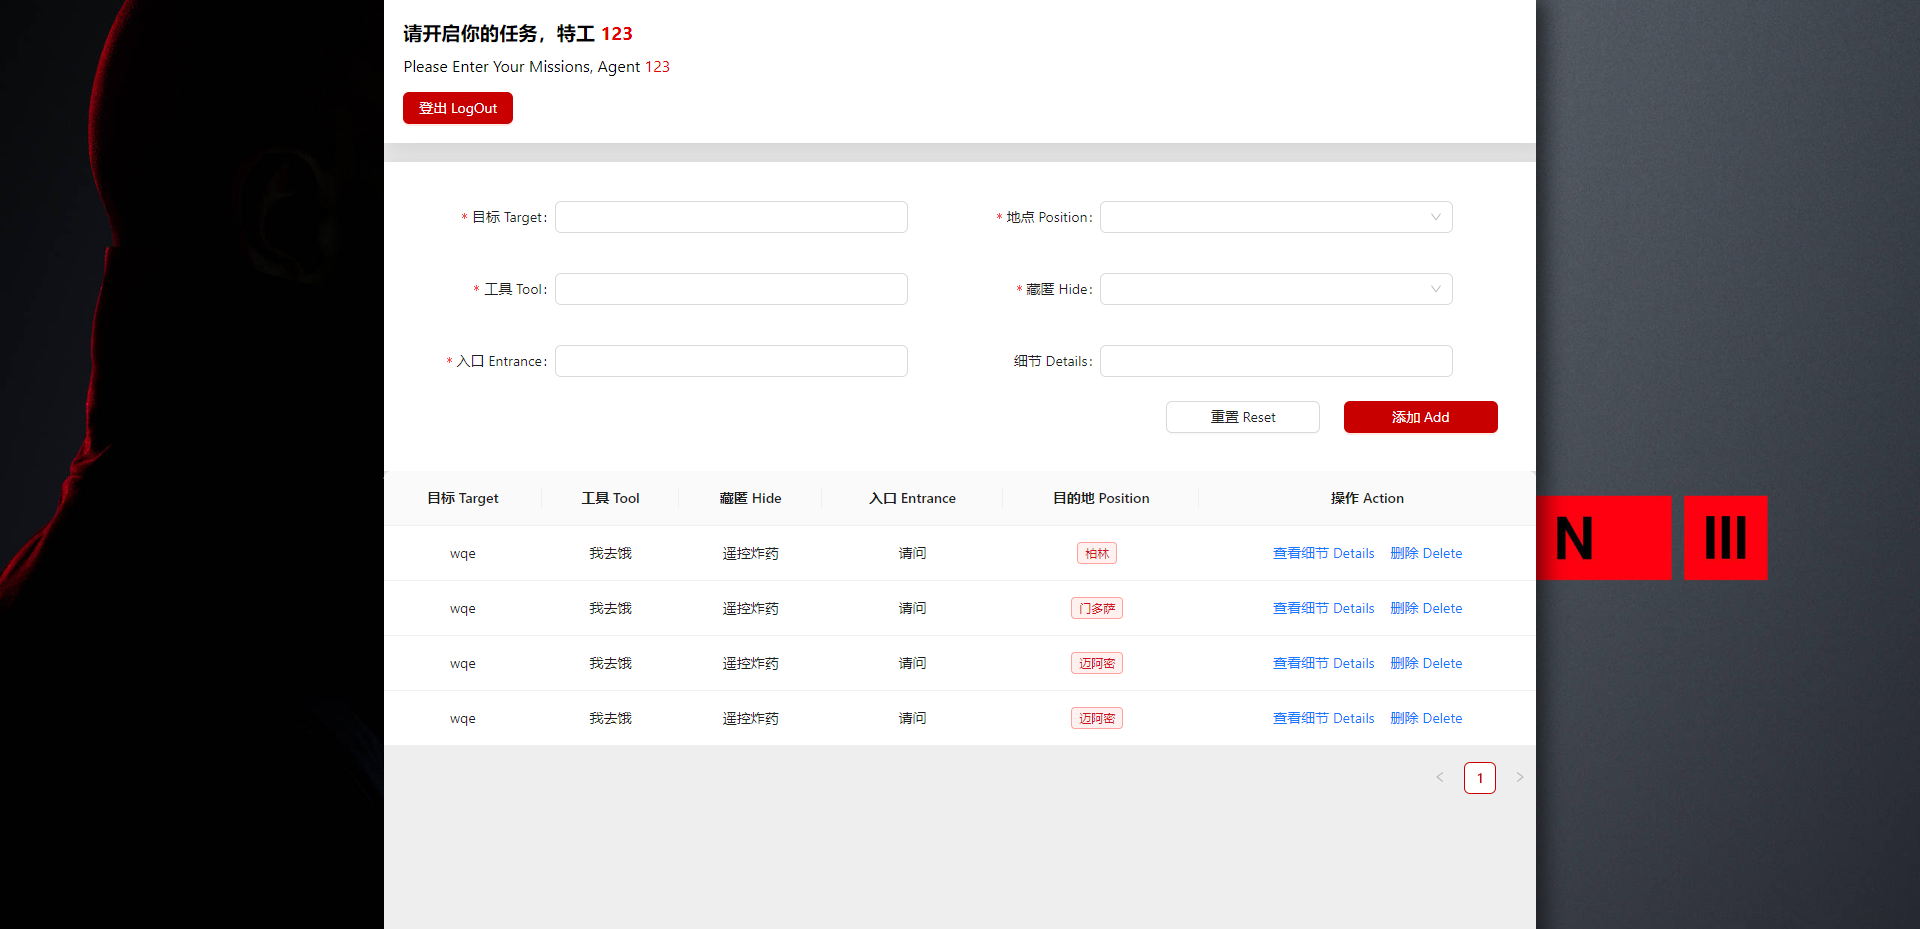 请开启你的任务，特工 123
Please Enter Your Missions, Agent 123
登出 LogOut
* 目标 Target:
* 地点 Position:
* 工具 Tool:
* 藏匿 Hide:
* 入口 Entrance:
细节 Details:
重置 Reset
添加 Add
目标 Target 工具 Tool 藏匿 Hide 入口 Entrance 目的地 Position 操作 Action
wqe 我去饿 遥控炸药 请问 柏林 查看细节 Details 删除 Delete
wqe 我去饿 遥控炸药 请问 门多萨 查看细节 Details 删除 Delete
wqe 我去饿 遥控炸药 请问 迈阿密 查看细节 Details 删除 Delete
wqe 我去饿 遥控炸药 请问 迈阿密 查看细节 Details 删除 Delete
< 1 >
N III